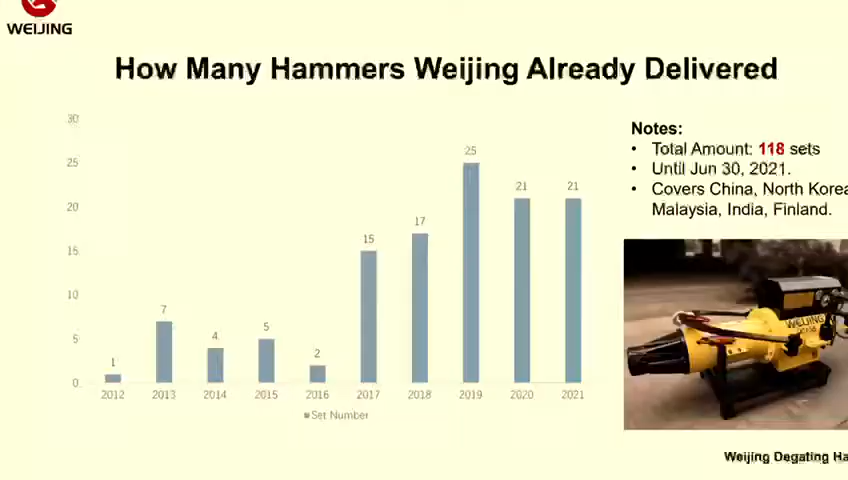 WEIJING
How Many Hammers Weijing Already Delivered
30
25
20
15
10
5
0
1
7
4
5
2
15
17
25
21
21
2012 2013 2014 2015 2016 2017 2018 2019 2020 2021
Set Number
Notes:
• Total Amount: 118 sets
• Until Jun 30, 2021.
• Covers China, North Korea
Malaysia, India, Finland.
WEIJING
Weijing Degating Ha